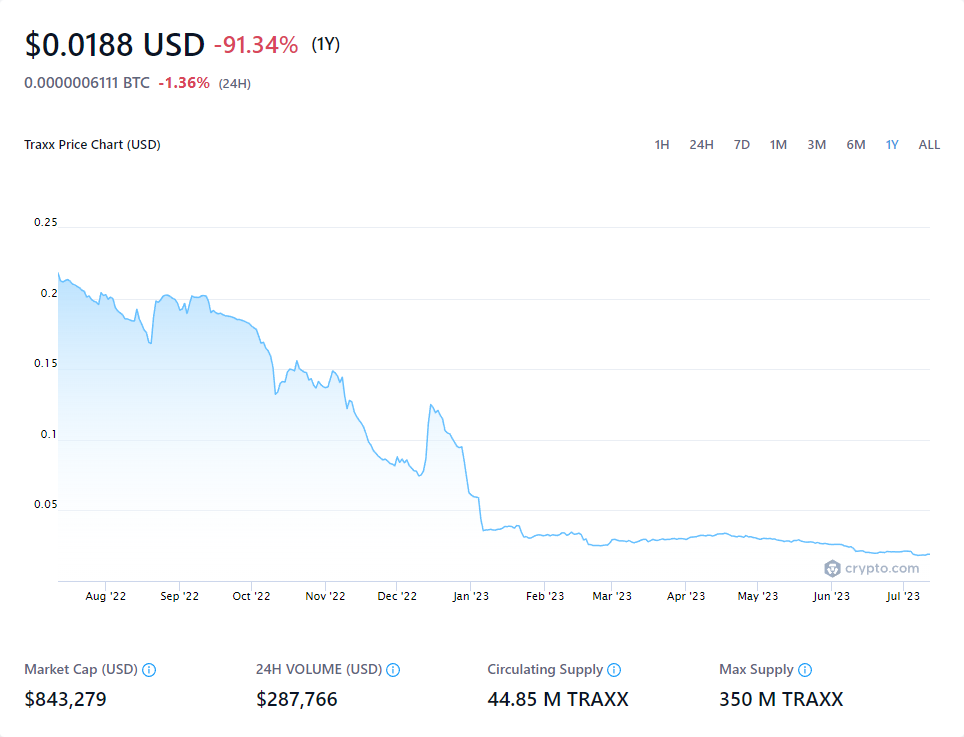 $0.0188 USD -91.34% (1Y)
0.0000006111 BTC -1.36% (24H)
Traxx Price Chart (USD) 1H 24H 7D 1M 3M 6M 1Y ALL
0.25
0.2
0.15
0.1
0.05
crypto.com
Aug '22 Sep '22 Oct '22 Nov '22 Dec '22 Jan '23 Feb '23 Mar '23 Apr '23 May '23 Jun '23 Jul '23
Market Cap (USD) 24H VOLUME (USD) Circulating Supply Max Supply
$843,279 $287,766 44.85 M TRAXX 350 M TRAXX